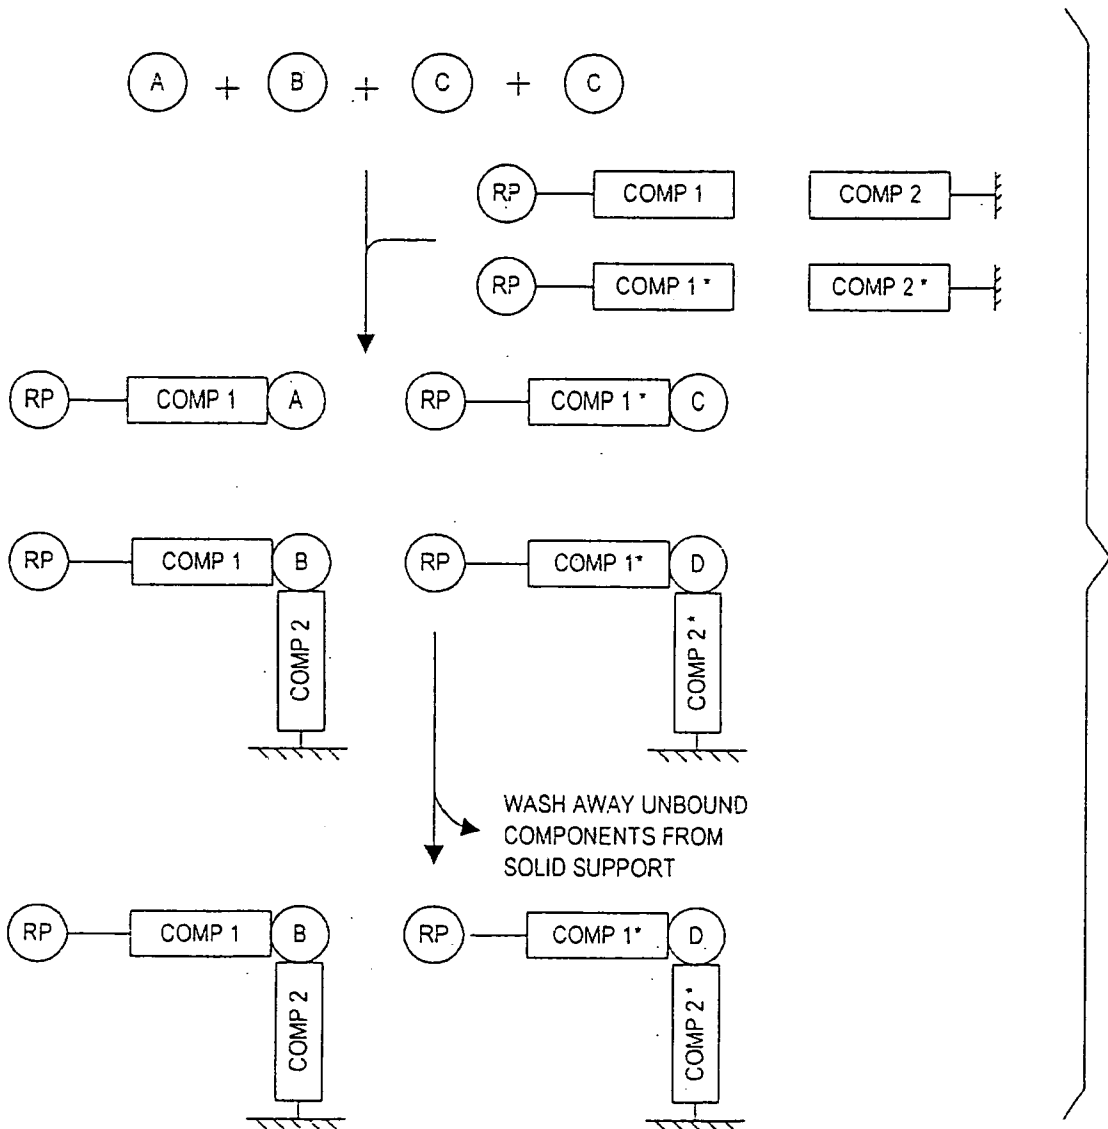 A + B + C + C
RP COMP 1 COMP 2
RP COMP 1 * COMP 2 *
RP COMP 1 A RP COMP 1 * C
RP COMP 1 B RP COMP 1* D
COMP 2 COMP 2 *
WASH AWAY UNBOUND
COMPONENTS FROM
SOLID SUPPORT
RP COMP 1 B RP COMP 1* D
COMP 2 COMP 2 *